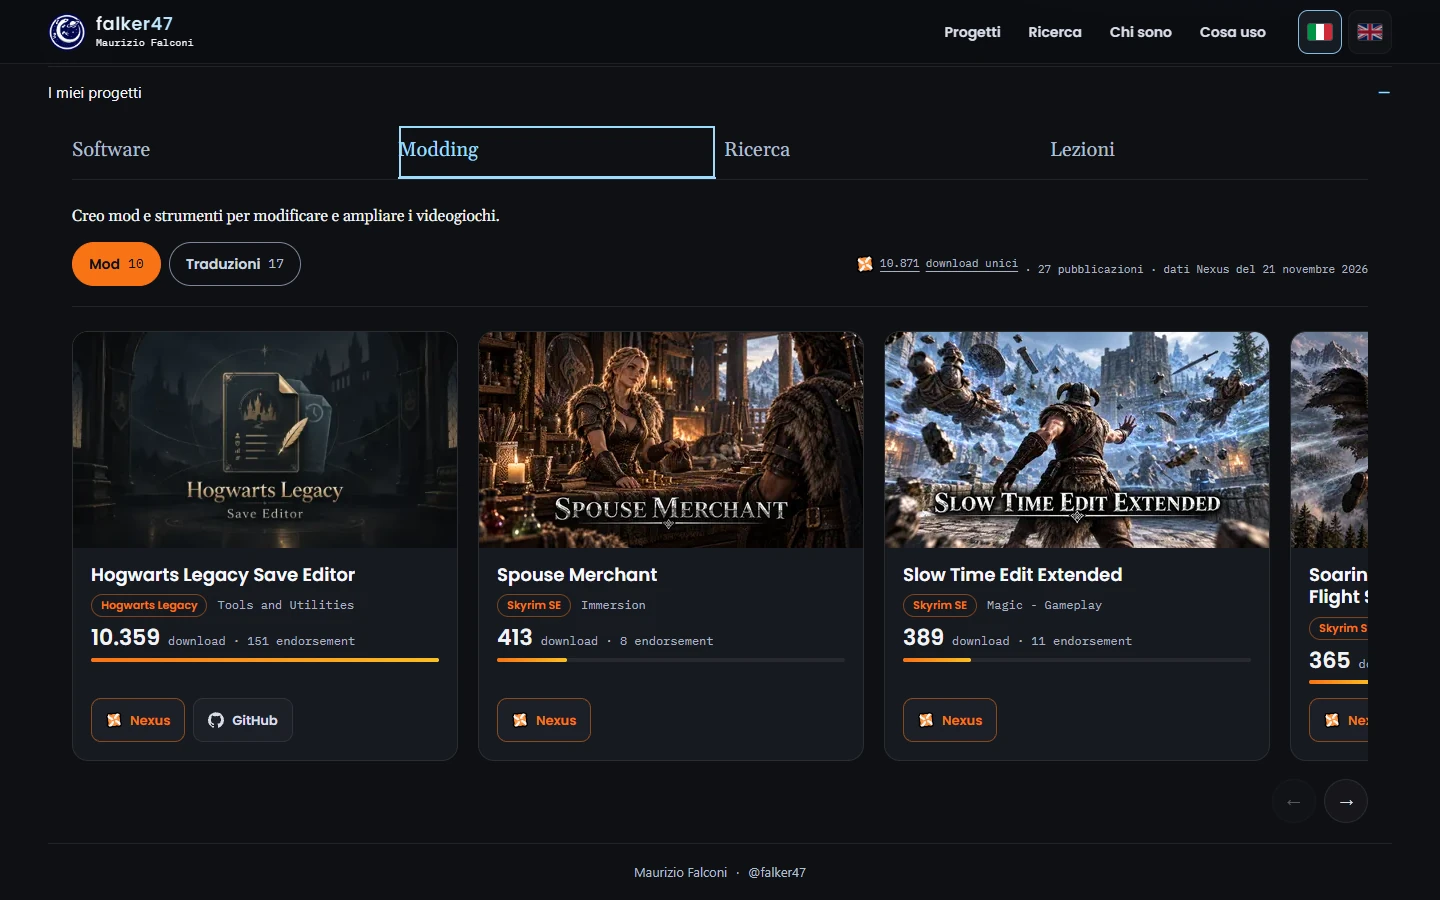 falker47
Maurizio Falconi
Progetti
Ricerca
Chi sono
Cosa uso
I miei progetti
Software
Modding
Ricerca
Lezioni
Creo mod e strumenti per modificare e ampliare i videogiochi.
Mod 10
Traduzioni 17
10.871 download unici · 27 pubblicazioni · dati Nexus del 21 novembre 2026
Hogwarts Legacy
Save Editor
Hogwarts Legacy Save Editor
Hogwarts Legacy Tools and Utilities
10.359 download · 151 endorsement
Nexus
GitHub
Spouse Merchant
Spouse Merchant
Skyrim SE Immersion
413 download · 8 endorsement
Nexus
Slow Time Edit Extended
Slow Time Edit Extended
Skyrim SE Magic - Gameplay
389 download · 11 endorsement
Nexus
Soarin
Flight
Skyrim S
365
Nex
← →
Maurizio Falconi · @falker47